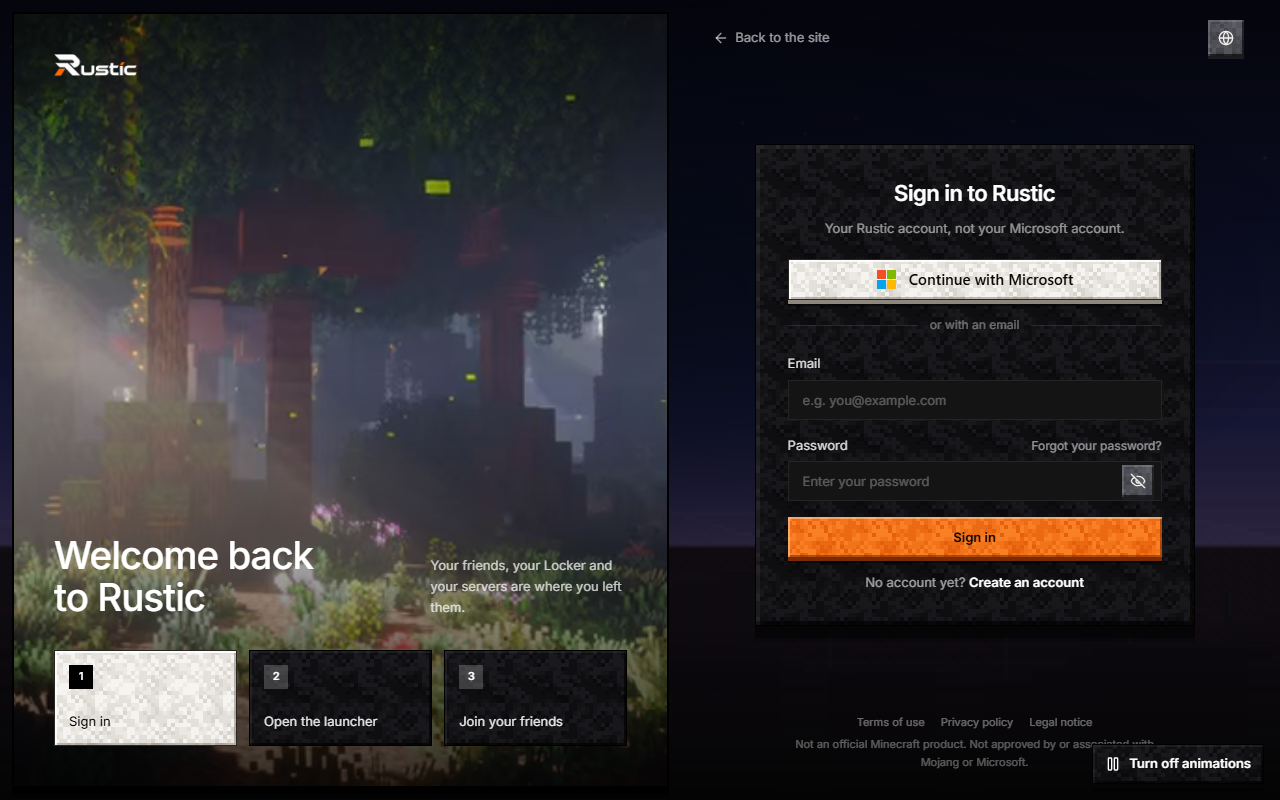 Rustic
Welcome back
to Rustic
Your friends, your Locker and
your servers are where you left
them.
1
Sign in
2
Open the launcher
3
Join your friends
Back to the site
Sign in to Rustic
Your Rustic account, not your Microsoft account.
Continue with Microsoft
or with an email
Email
e.g. you@example.com
Password
Forgot your password?
Enter your password
Sign in
No account yet? Create an account
Terms of use
Privacy policy
Legal notice
Not an official Minecraft product. Not approved by or associated with
Mojang or Microsoft.
Turn off animations